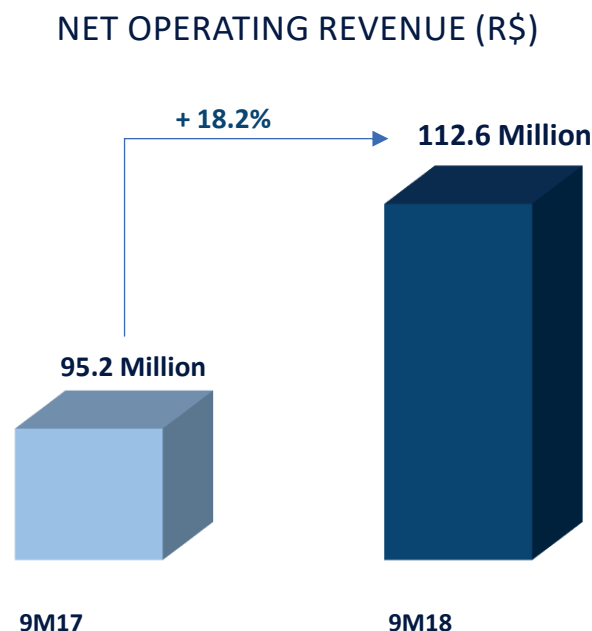 NET OPERATING REVENUE (R$)
+ 18.2%
112.6 Million
95.2 Million
9M17
9M18